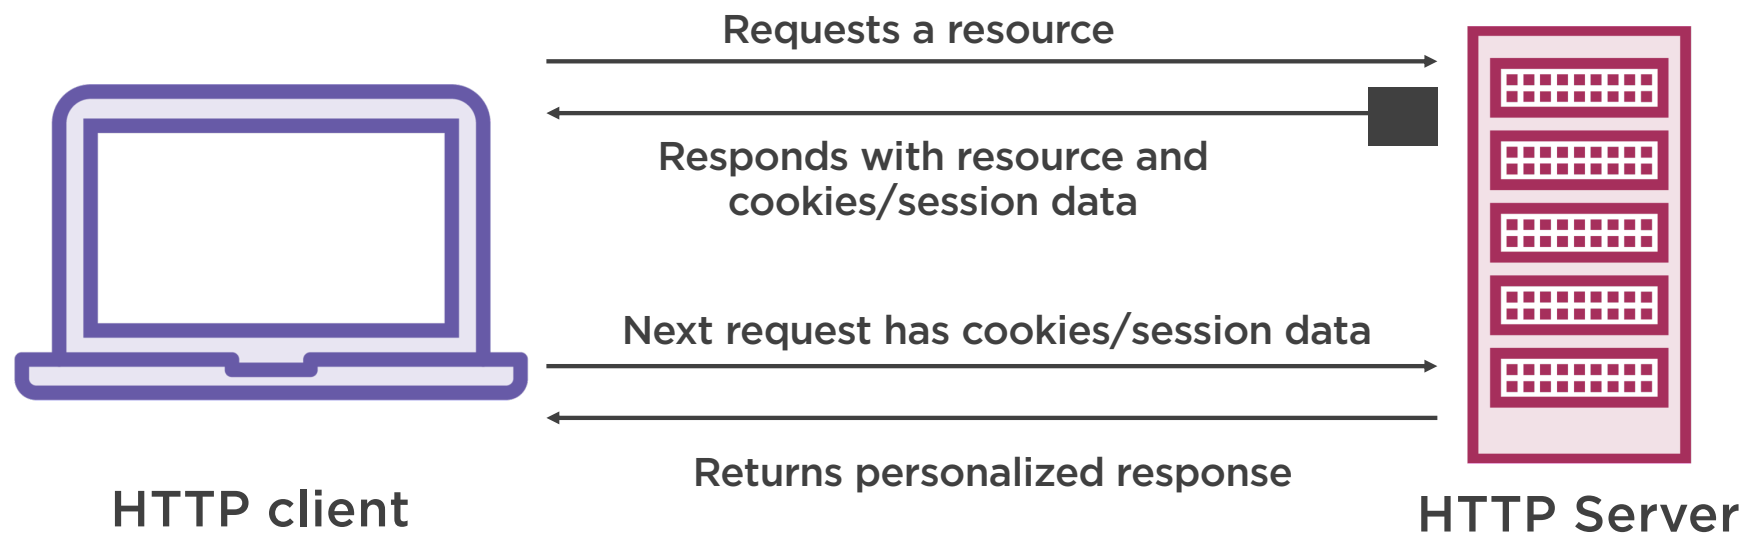 Requests a resource
Responds with resource and
cookies/session data
Next request has cookies/session data
Returns personalized response
HTTP client
HTTP Server